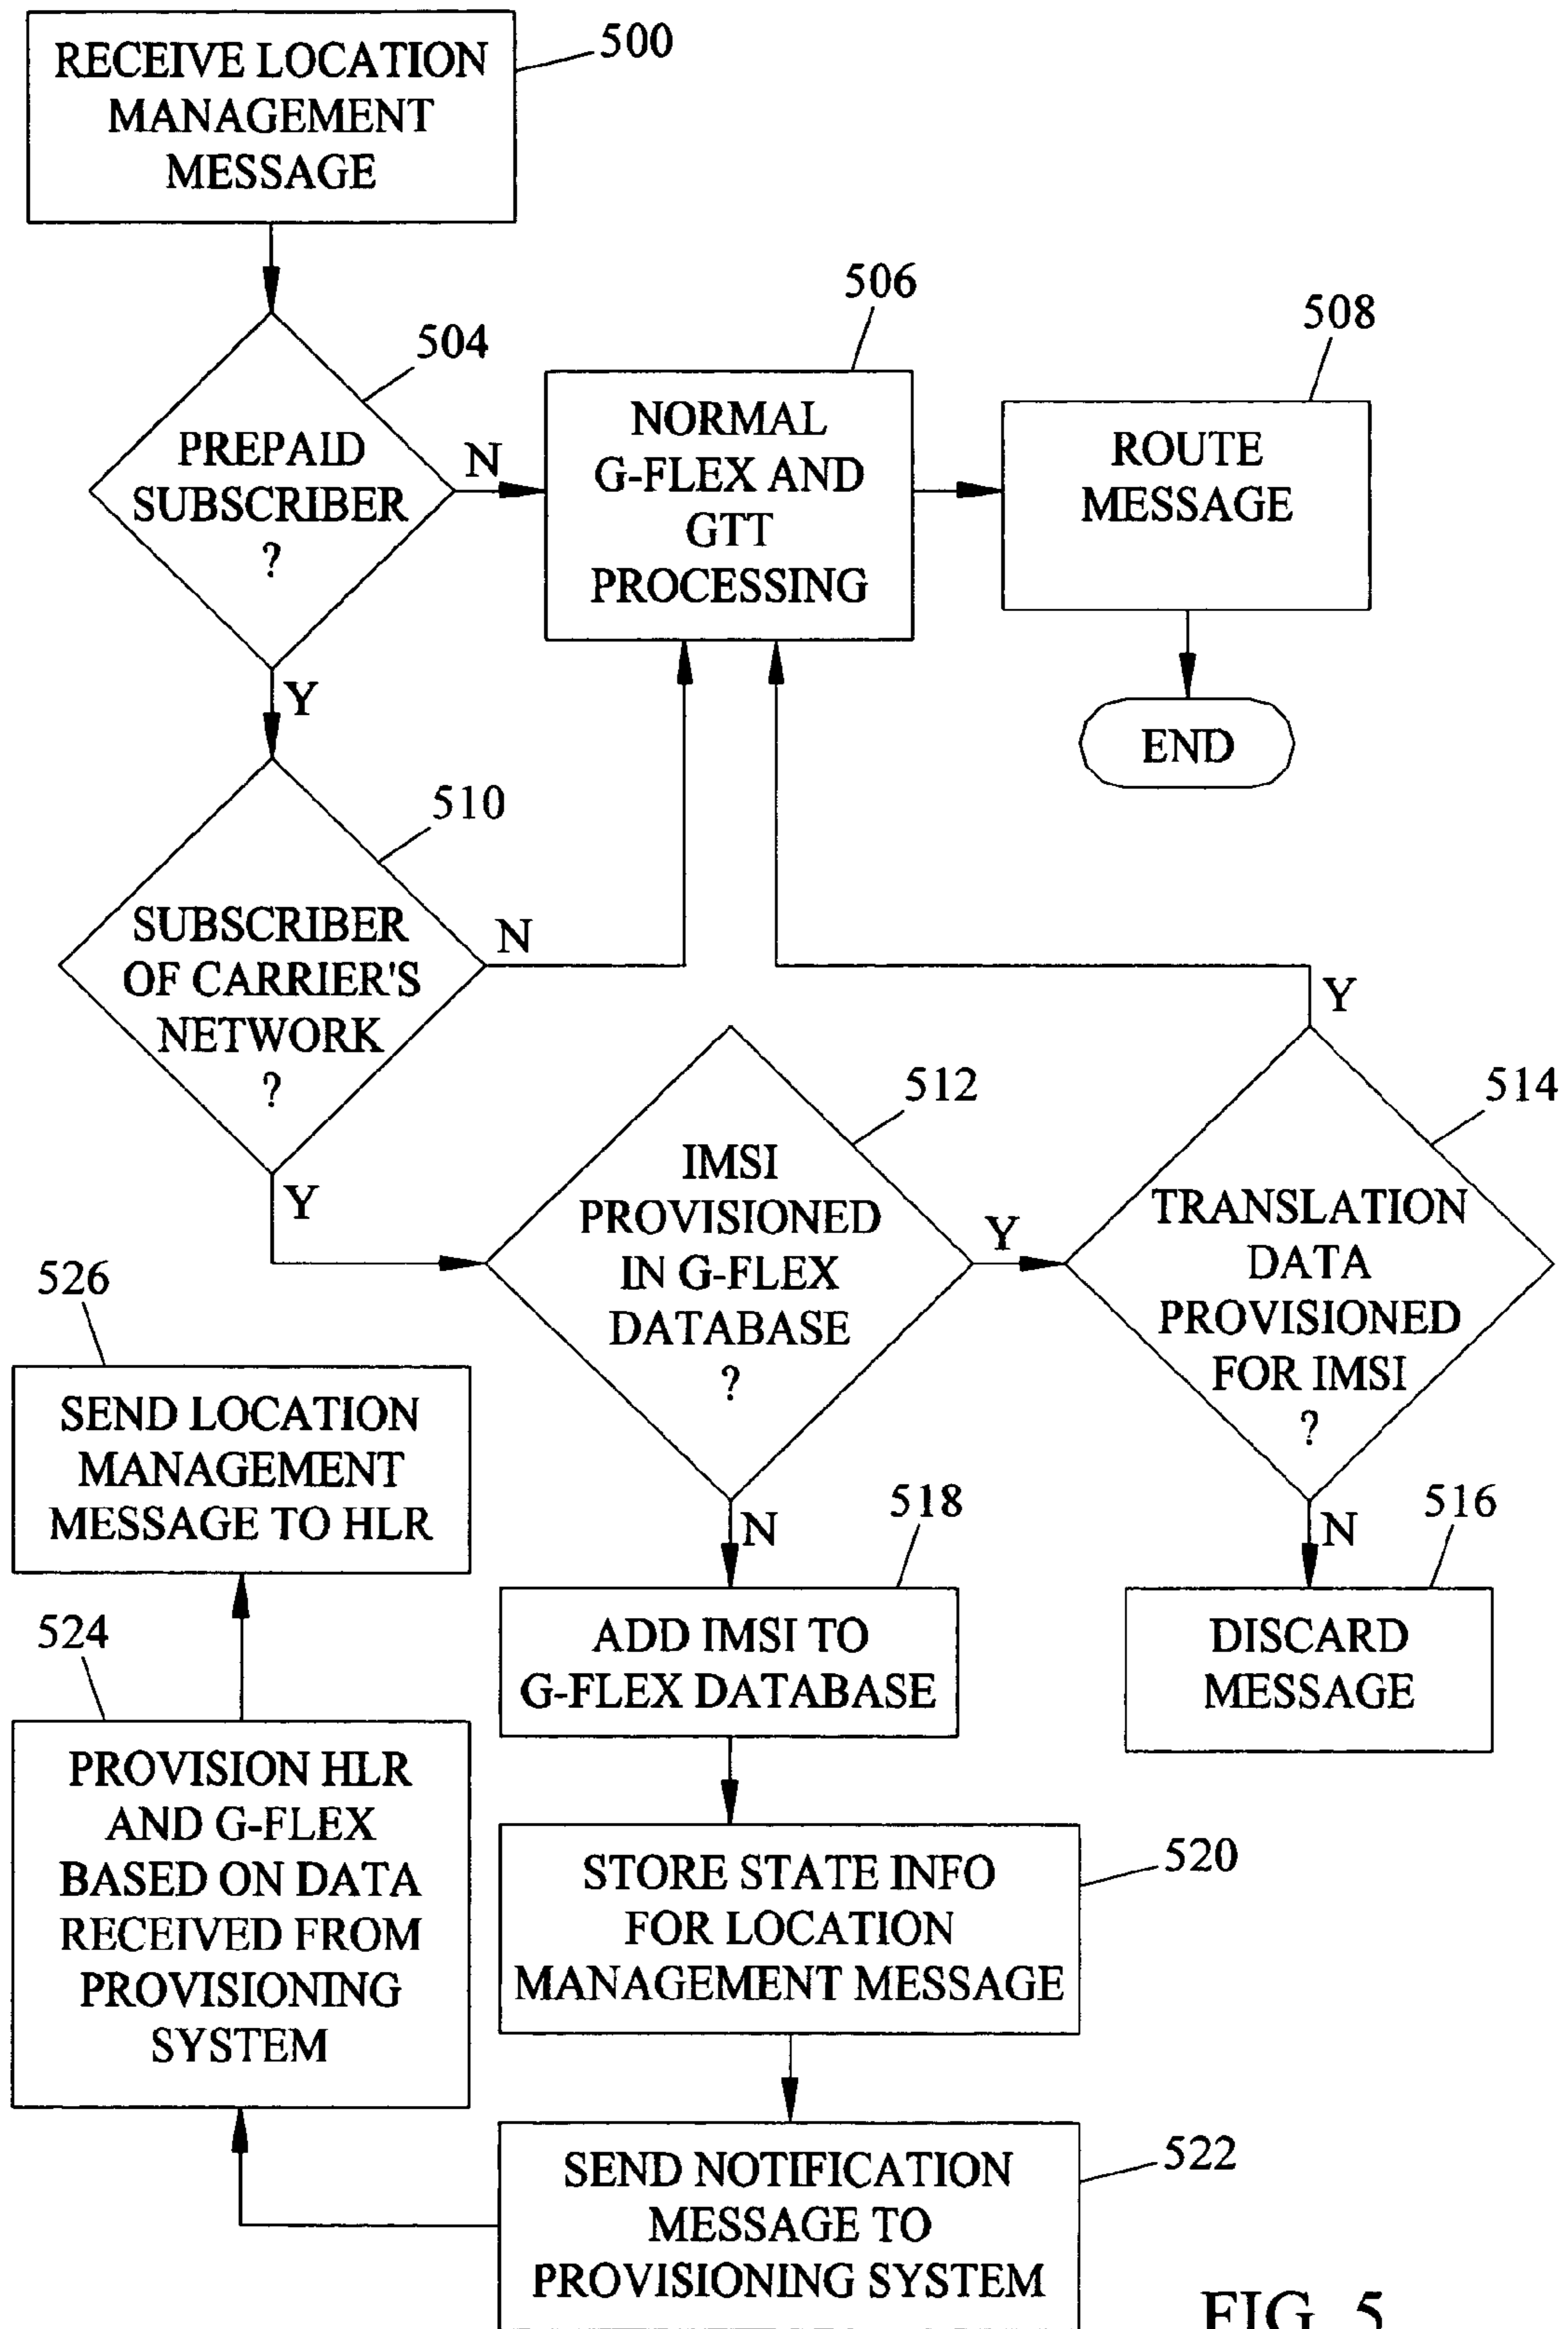 RECEIVE LOCATION
MANAGEMENT
MESSAGE
500
504
PREPAID
SUBSCRIBER
?
N
Y
506
NORMAL
G-FLEX AND
GTT
PROCESSING
508
ROUTE
MESSAGE
END
510
SUBSCRIBER
OF CARRIER'S
NETWORK
?
N
Y
512
IMSI
PROVISIONED
IN G-FLEX
DATABASE
?
Y
N
514
TRANSLATION
DATA
PROVISIONED
FOR IMSI
?
Y
N
516
DISCARD
MESSAGE
518
ADD IMSI TO
G-FLEX DATABASE
520
STORE STATE INFO
FOR LOCATION
MANAGEMENT MESSAGE
522
SEND NOTIFICATION
MESSAGE TO
PROVISIONING SYSTEM
524
PROVISION HLR
AND G-FLEX
BASED ON DATA
RECEIVED FROM
PROVISIONING
SYSTEM
526
SEND LOCATION
MANAGEMENT
MESSAGE TO HLR
FIG. 5